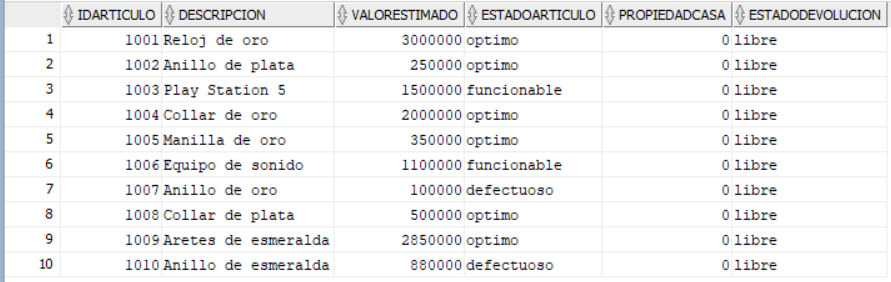 IDARTICULO DESCRIPCION VALORESTIMADO ESTADOARTICULO PROPIEDADCASA ESTADODEVOLUCION
1 1001 Reloj de oro 3000000 optimo 0 libre
2 1002 Anillo de plata 250000 optimo 0 libre
3 1003 Play Station 5 1500000 funcionable 0 libre
4 1004 Collar de oro 2000000 optimo 0 libre
5 1005 Manilla de oro 350000 optimo 0 libre
6 1006 Equipo de sonido 1100000 funcionable 0 libre
7 1007 Anillo de oro 100000 defectuoso 0 libre
8 1008 Collar de plata 500000 optimo 0 libre
9 1009 Aretes de esmeralda 2850000 optimo 0 libre
10 1010 Anillo de esmeralda 880000 defectuoso 0 libre